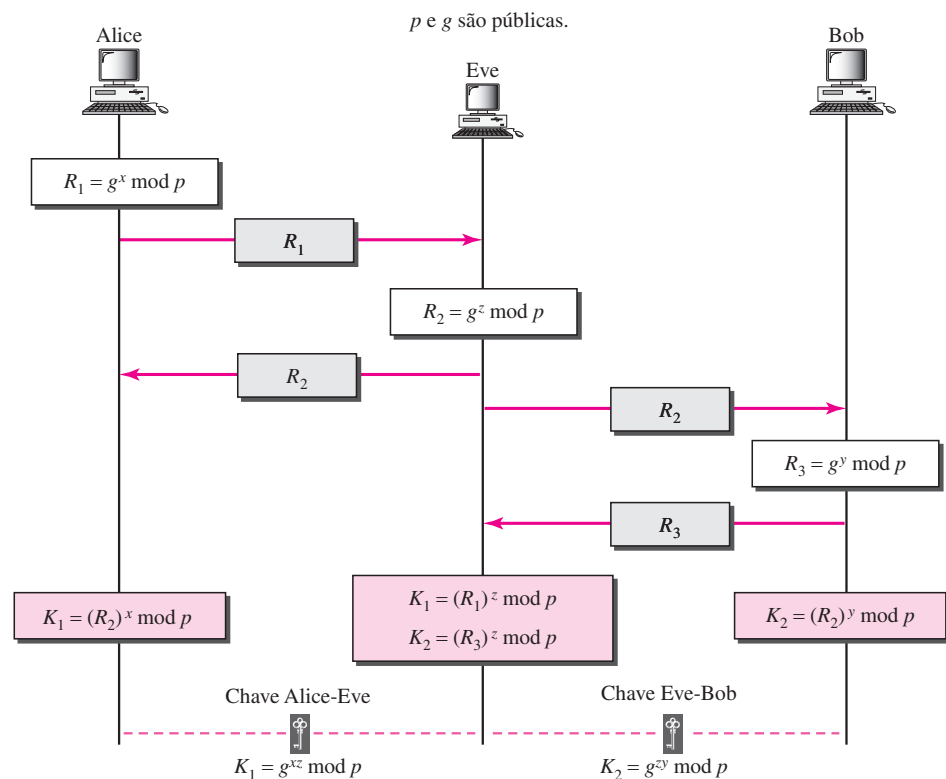 p e g são públicas.
Alice
Eve
Bob
R₁ = gˣ mod p
R₁
R₂ = gᶻ mod p
R₂
R₂
R₃ = gʸ mod p
R₃
K₁ = (R₂)ˣ mod p
K₁ = (R₁)ᶻ mod p
K₂ = (R₃)ᶻ mod p
K₂ = (R₂)ʸ mod p
Chave Alice-Eve
Chave Eve-Bob
K₁ = gˣᶻ mod p
K₂ = gᶻʸ mod p